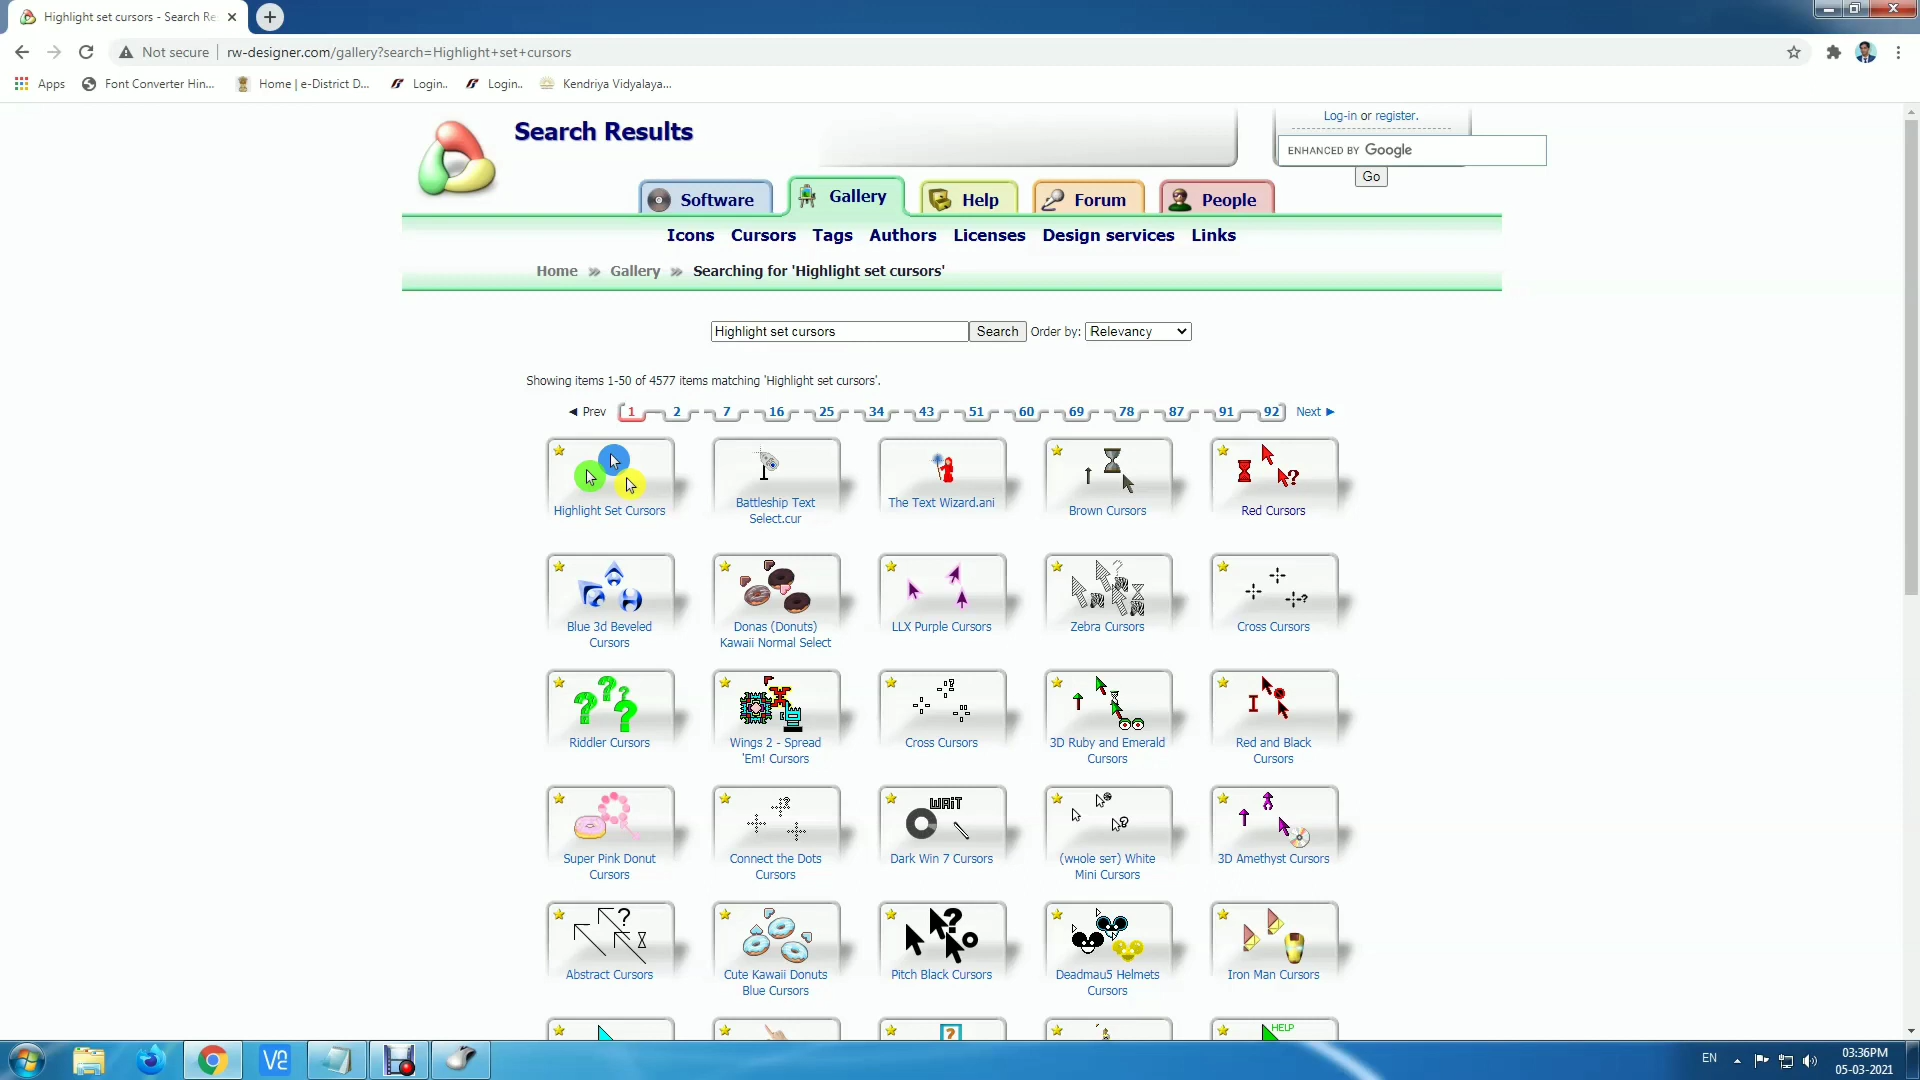 Highlight set cursors - Search Re
Not secure
rw-designer.com/gallery?search=Highlight+set+cursors
Apps
Font Converter Hin...
Home | e-District D...
Login..
Login..
Kendriya Vidyalaya...
Search Results
Log-in or register.
ENHANCED BY Google
Go
Software
Gallery
Help
Forum
People
Icons Cursors Tags Authors Licenses Design services Links
Home » Gallery » Searching for 'Highlight set cursors'
Highlight set cursors Search Order by: Relevancy
Showing items 1-50 of 4577 items matching 'Highlight set cursors'.
◄ Prev 1 2 7 16 25 34 43 51 60 69 78 87 91 92 Next ►
Highlight Set Cursors
Battleship Text
Select.cur
The Text Wizard.ani
Brown Cursors
Red Cursors
Blue 3d Beveled
Cursors
Donas (Donuts)
Kawaii Normal Select
LLX Purple Cursors
Zebra Cursors
Cross Cursors
Riddler Cursors
Wings 2 - Spread
'Em! Cursors
Cross Cursors
3D Ruby and Emerald
Cursors
Red and Black
Cursors
Super Pink Donut
Cursors
Connect the Dots
Cursors
WAIT
Dark Win 7 Cursors
(wнole ѕeт) White
Mini Cursors
3D Amethyst Cursors
Abstract Cursors
Cute Kawaii Donuts
Blue Cursors
Pitch Black Cursors
Deadmau5 Helmets
Cursors
Iron Man Cursors
HELP
EN
03:36PM
05-03-2021